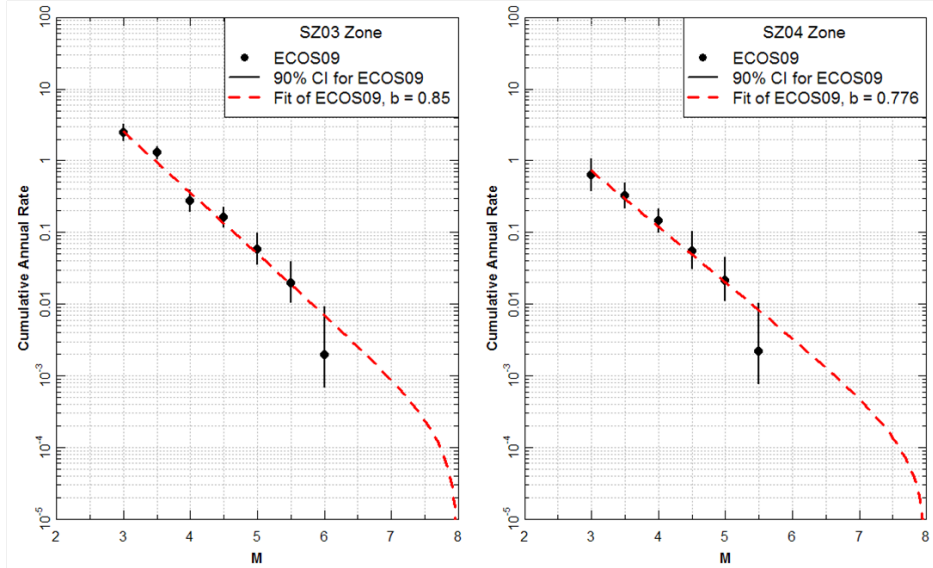 SZ03 Zone
ECOS09
90% CI for ECOS09
Fit of ECOS09, b = 0.85
Cumulative Annual Rate
100
10
1
0.1
0.01
10-3
10-4
10-5
2 3 4 5 6 7 8
M
SZ04 Zone
ECOS09
90% CI for ECOS09
Fit of ECOS09, b = 0.776
Cumulative Annual Rate
100
10
1
0.1
0.01
10-3
10-4
10-5
2 3 4 5 6 7 8
M